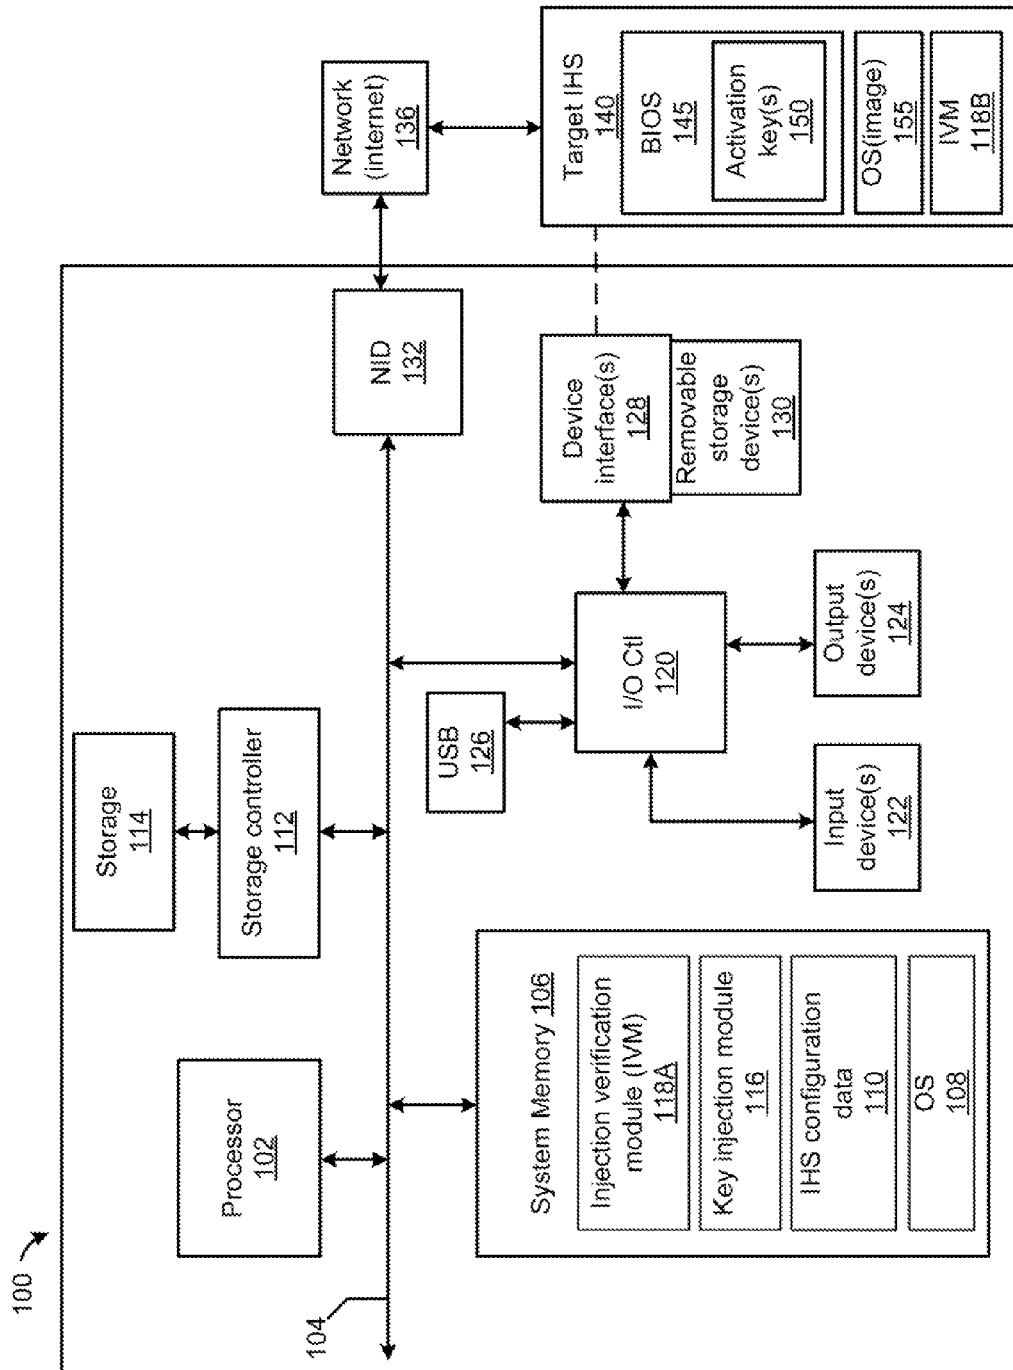 100
Processor
102
Storage
114
Storage controller
112
104
NID
132
Network
(internet)
136
System Memory 106
Injection verification
module (IVM)
118A
Key injection module
116
IHS configuration
data
110
OS
108
USB
126
I/O Ctl
120
Input
device(s)
122
Output
device(s)
124
Device
interface(s)
128
Removable
storage
device(s)
130
Target IHS
140
BIOS
145
Activation
key(s)
150
OS(image)
155
IVM
118B